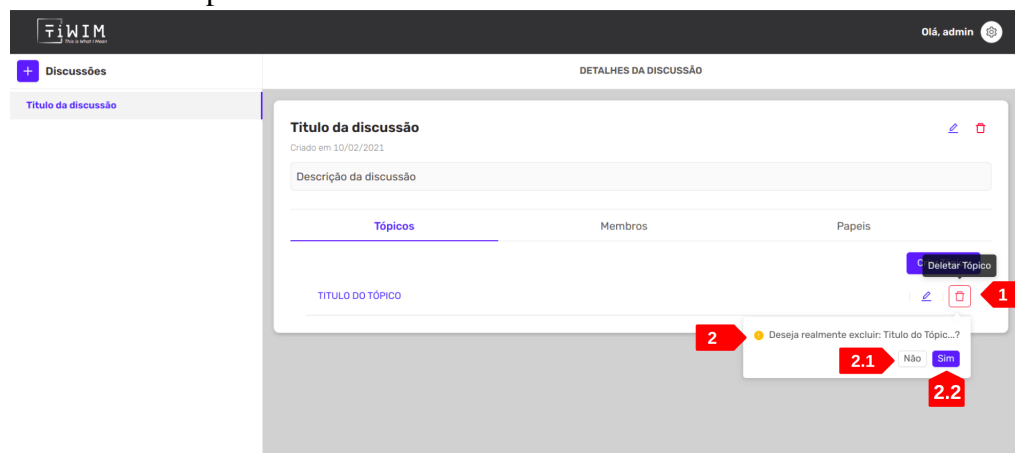 TiWIM
This is What I Mean
Olá, admin
+ Discussões
DETALHES DA DISCUSSÃO
Titulo da discussão
Titulo da discussão
Criado em 10/02/2021
Descrição da discussão
Tópicos Membros Papeis
Deletar Tópico
TITULO DO TÓPICO
1
2
Deseja realmente excluir: Titulo do Tópic...?
2.1
Não Sim
2.2